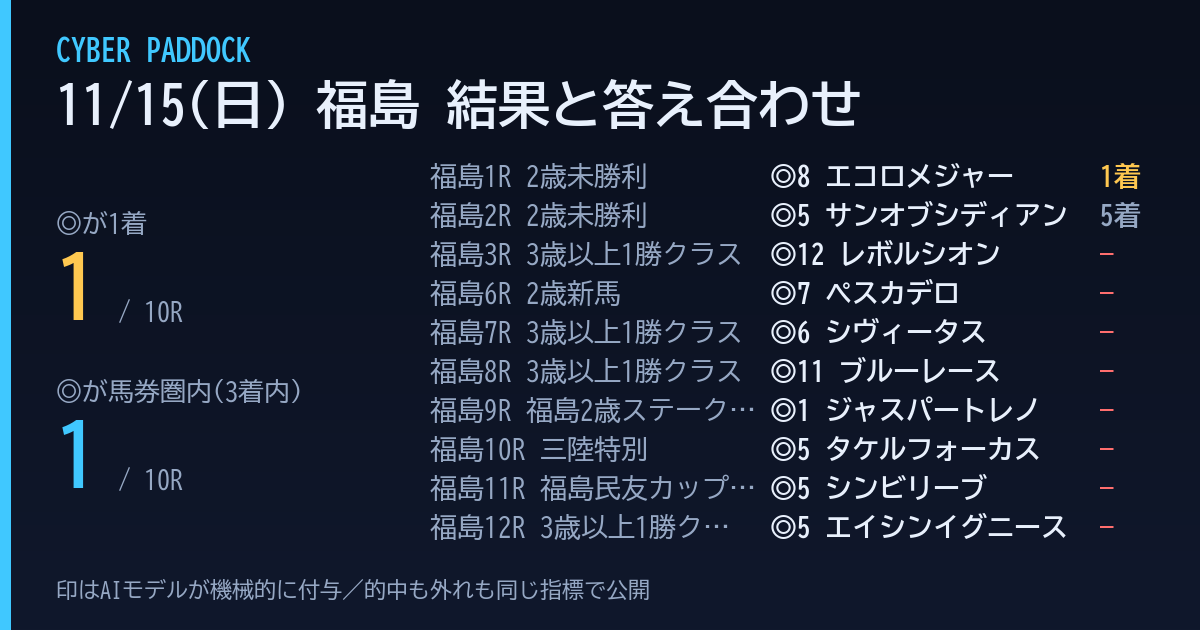 CYBER PADDOCK
11/15(日) 福島 結果と答え合わせ
◎が1着
1 / 10R
◎が馬券圏内(3着内)
1 / 10R
福島1R 2歳未勝利 ◎8 エコロメジャー 1着
福島2R 2歳未勝利 ◎5 サンオブシディアン 5着
福島3R 3歳以上1勝クラス ◎12 レボルシオン –
福島6R 2歳新馬 ◎7 ペスカデロ –
福島7R 3歳以上1勝クラス ◎6 シヴィータス –
福島8R 3歳以上1勝クラス ◎11 ブルーレース –
福島9R 福島2歳ステーク… ◎1 ジャスパートレノ –
福島10R 三陸特別 ◎5 タケルフォーカス –
福島11R 福島民友カップ… ◎5 シンビリーブ –
福島12R 3歳以上1勝ク… ◎5 エイシンイグニース –
印はAIモデルが機械的に付与／的中も外れも同じ指標で公開